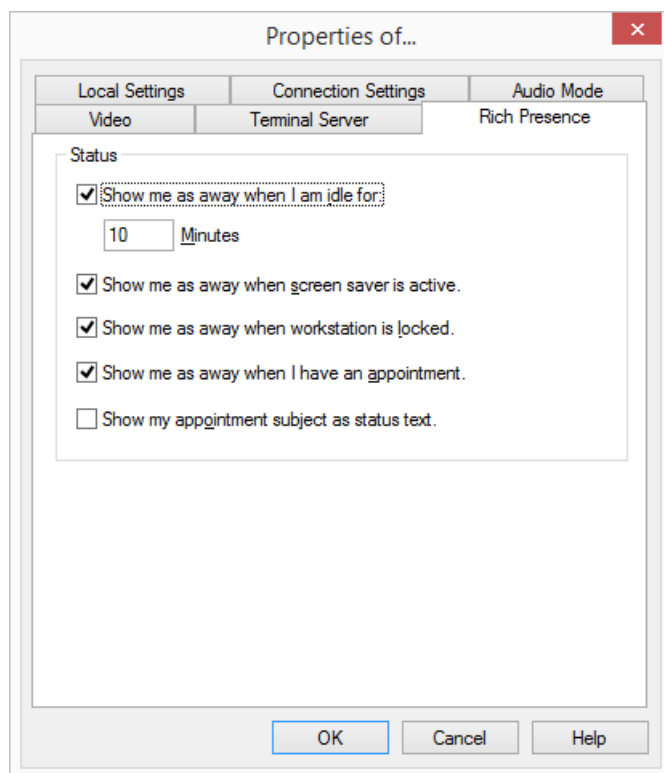 Properties of...
Local Settings Connection Settings Audio Mode
Video Terminal Server Rich Presence
Status
Show me as away when I am idle for:
10 Minutes
Show me as away when screen saver is active.
Show me as away when workstation is locked.
Show me as away when I have an appointment.
Show my appointment subject as status text.
OK Cancel Help